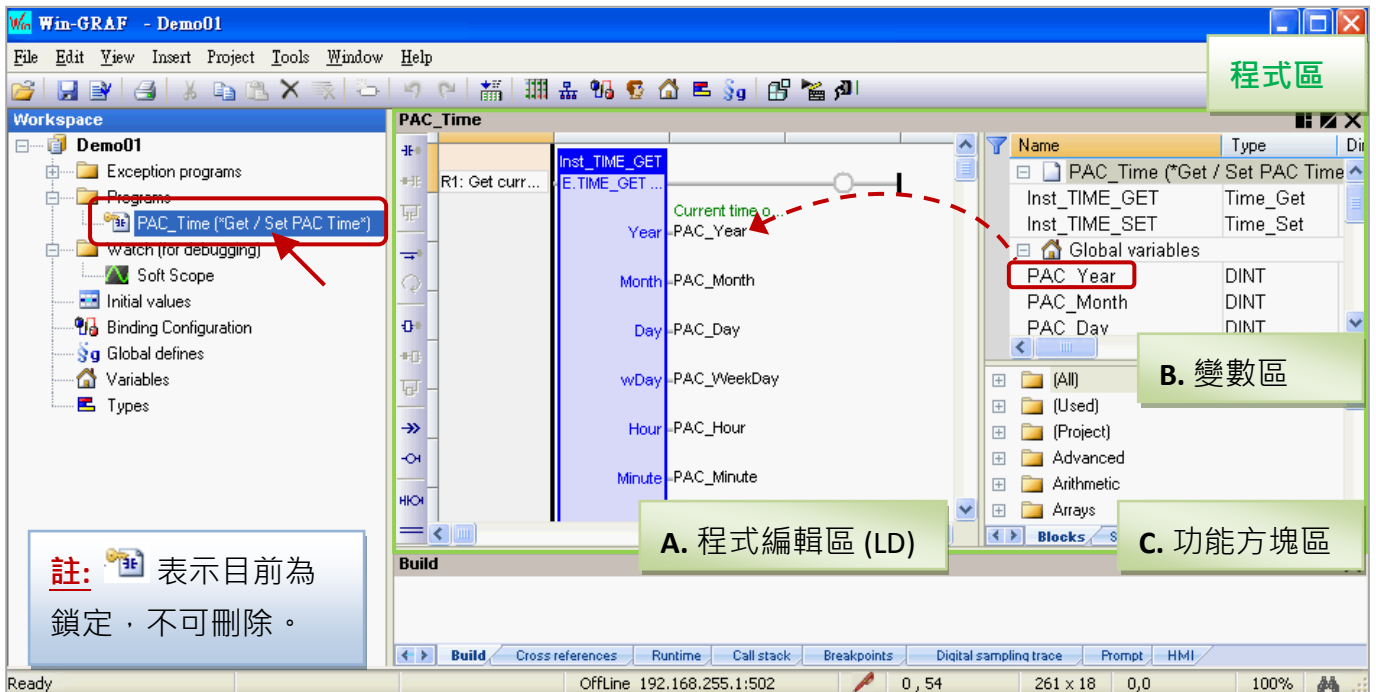 Win-GRAF - Demo01
File Edit View Insert Project Tools Window Help
程式區
Workspace
Demo01
Exception programs
Programs
PAC_Time (*Get / Set PAC Time*)
Watch (for debugging)
Soft Scope
Initial values
Binding Configuration
Global defines
Variables
Types
註: 表示目前為
鎖定，不可刪除。
PAC_Time
R1: Get curr...
Inst_TIME_GET
E.TIME_GET ...
Current time o...
Year PAC_Year
Month PAC_Month
Day PAC_Day
wDay PAC_WeekDay
Hour PAC_Hour
Minute PAC_Minute
A. 程式編輯區 (LD)
Name Type Dir
PAC_Time (*Get / Set PAC Time
Inst_TIME_GET Time_Get
Inst_TIME_SET Time_Set
Global variables
PAC_Year DINT
PAC_Month DINT
PAC_Day DINT
B. 變數區
(All)
(Used)
(Project)
Advanced
Arithmetic
Arrays
Blocks S
C. 功能方塊區
Build
Build Cross references Runtime Call stack Breakpoints Digital sampling trace Prompt HMI
Ready OffLine 192.168.255.1:502 0 , 54 261 x 18 0,0 100%